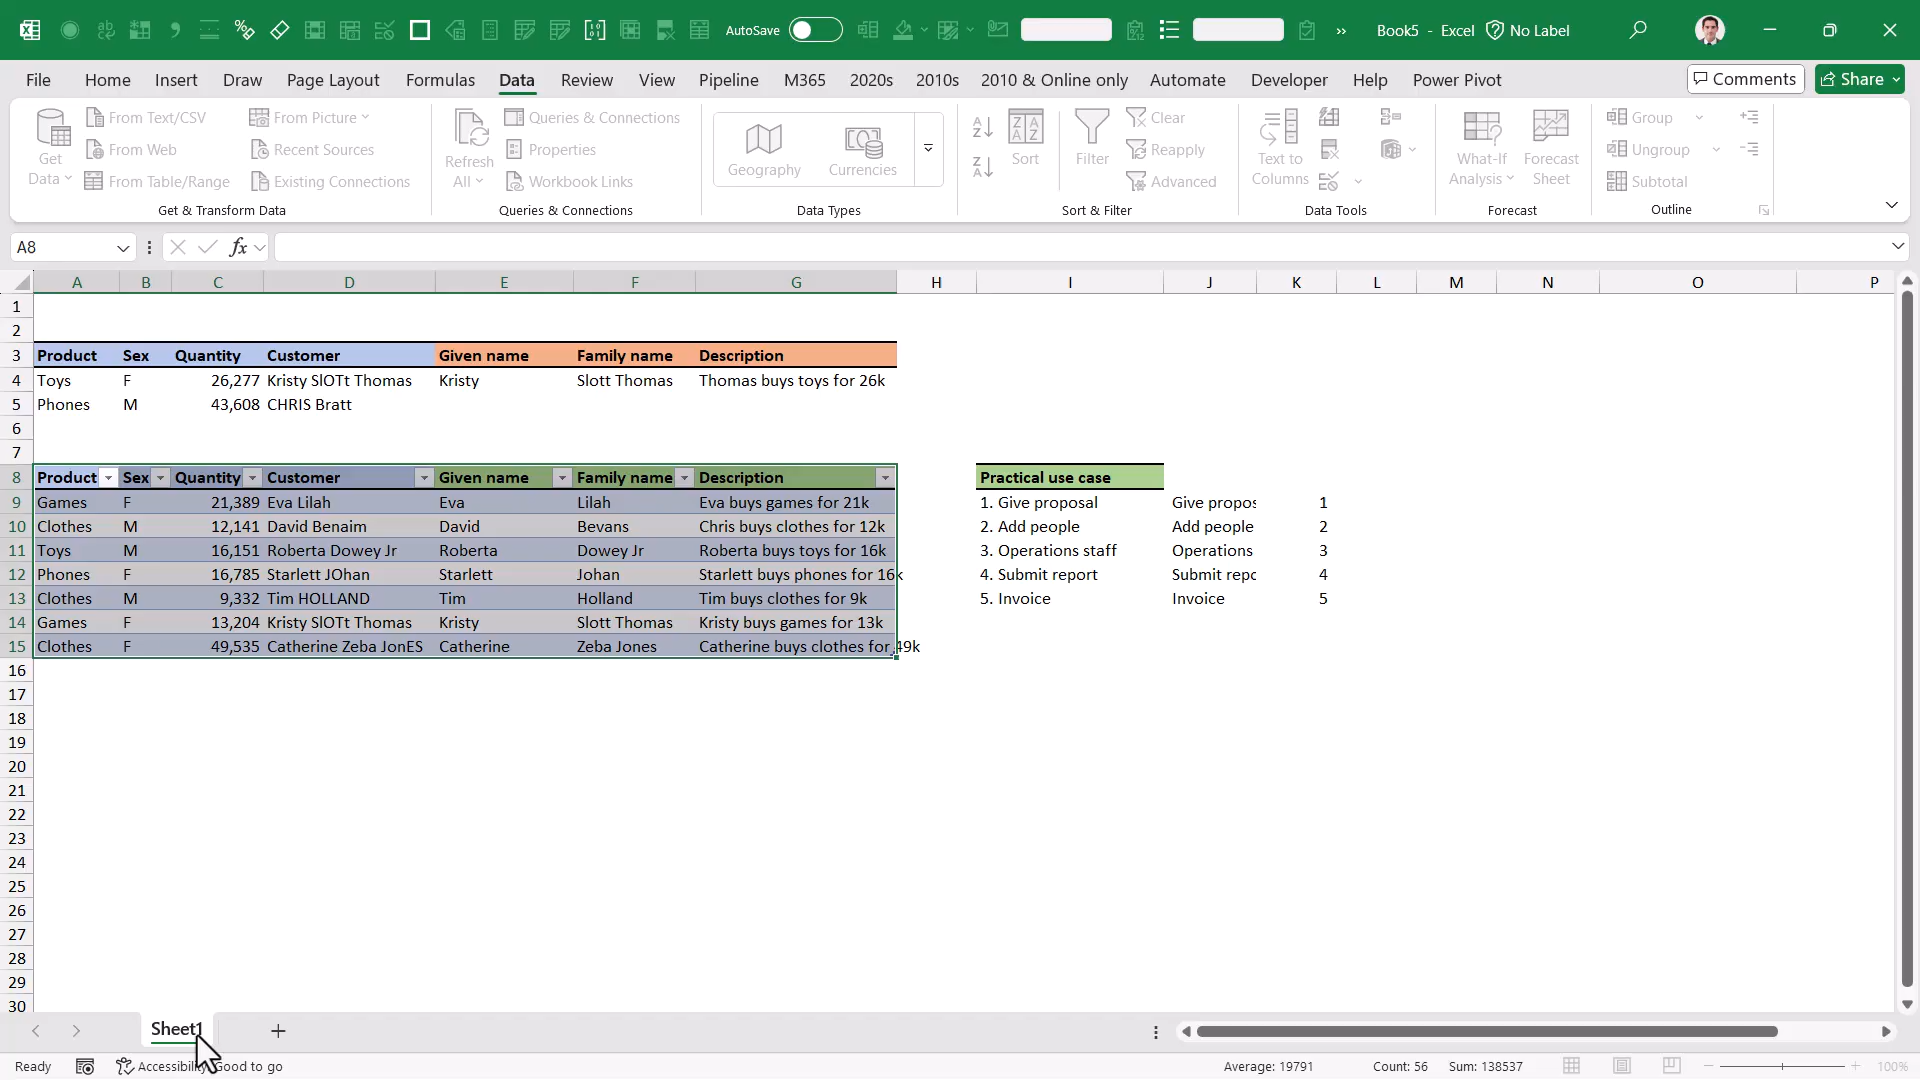 AutoSave
Book5 - Excel
No Label
File Home Insert Draw Page Layout Formulas Data Review View Pipeline M365 2020s 2010s 2010 & Online only Automate Developer Help Power Pivot
Comments
Share
Get Data
From Text/CSV
From Web
From Table/Range
From Picture
Recent Sources
Existing Connections
Get & Transform Data
Refresh All
Queries & Connections
Properties
Workbook Links
Queries & Connections
Geography
Currencies
Data Types
Sort
Filter
Clear
Reapply
Advanced
Sort & Filter
Text to Columns
Data Tools
What-If Analysis
Forecast Sheet
Forecast
Group
Ungroup
Subtotal
Outline
A8
fx
A B C D E F G H I J K L M N O P
1
2
3 Product Sex Quantity Customer Given name Family name Description
4 Toys F 26,277 Kristy SlOTt Thomas Kristy Slott Thomas Thomas buys toys for 26k
5 Phones M 43,608 CHRIS Bratt
6
7
8 Product Sex Quantity Customer Given name Family name Description Practical use case
9 Games F 21,389 Eva Lilah Eva Lilah Eva buys games for 21k 1. Give proposal Give propos 1
10 Clothes M 12,141 David Benaim David Bevans Chris buys clothes for 12k 2. Add people Add people 2
11 Toys M 16,151 Roberta Dowey Jr Roberta Dowey Jr Roberta buys toys for 16k 3. Operations staff Operations 3
12 Phones F 16,785 Starlett JOhan Starlett Johan Starlett buys phones for 16k 4. Submit report Submit repo 4
13 Clothes M 9,332 Tim HOLLAND Tim Holland Tim buys clothes for 9k 5. Invoice Invoice 5
14 Games F 13,204 Kristy SlOTt Thomas Kristy Slott Thomas Kristy buys games for 13k
15 Clothes F 49,535 Catherine Zeba JonES Catherine Zeba Jones Catherine buys clothes for 49k
16
17
18
19
20
21
22
23
24
25
26
27
28
29
30
Sheet1
Ready
Accessibility: Good to go
Average: 19791
Count: 56
Sum: 138537
100%